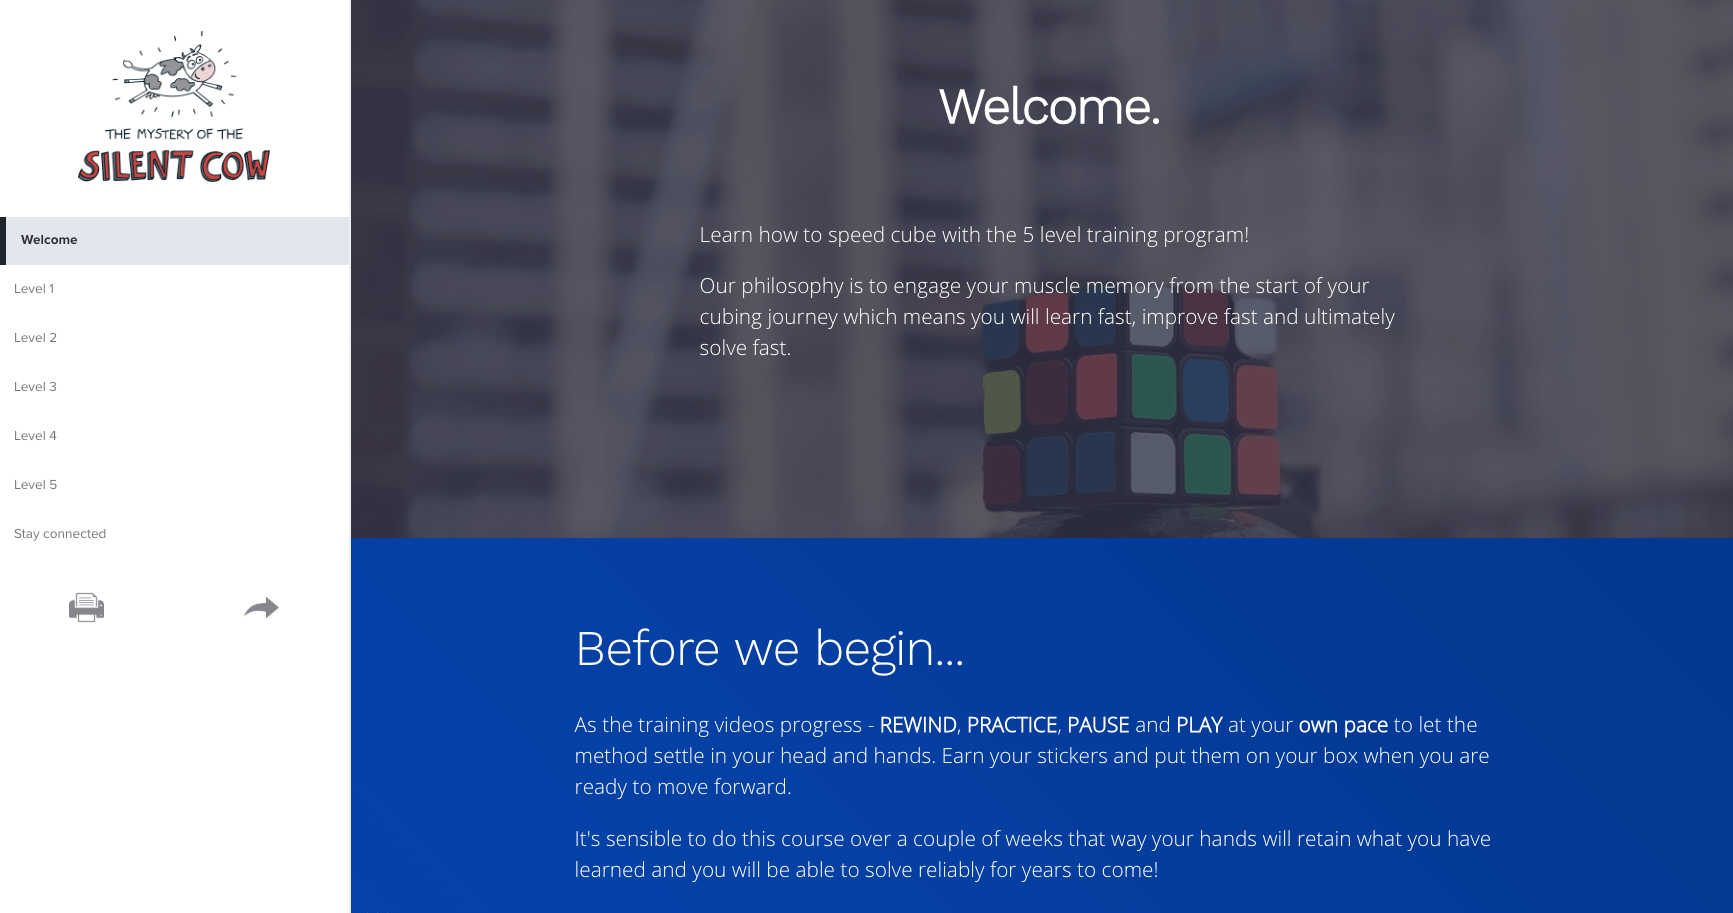 THE MYSTERY OF THE
SILENT COW
Welcome
Level 1
Level 2
Level 3
Level 4
Level 5
Stay connected
Welcome.
Learn how to speed cube with the 5 level training program!
Our philosophy is to engage your muscle memory from the start of your
cubing journey which means you will learn fast, improve fast and ultimately
solve fast.
Before we begin...
As the training videos progress - REWIND, PRACTICE, PAUSE and PLAY at your own pace to let the
method settle in your head and hands. Earn your stickers and put them on your box when you are
ready to move forward.
It's sensible to do this course over a couple of weeks that way your hands will retain what you have
learned and you will be able to solve reliably for years to come!